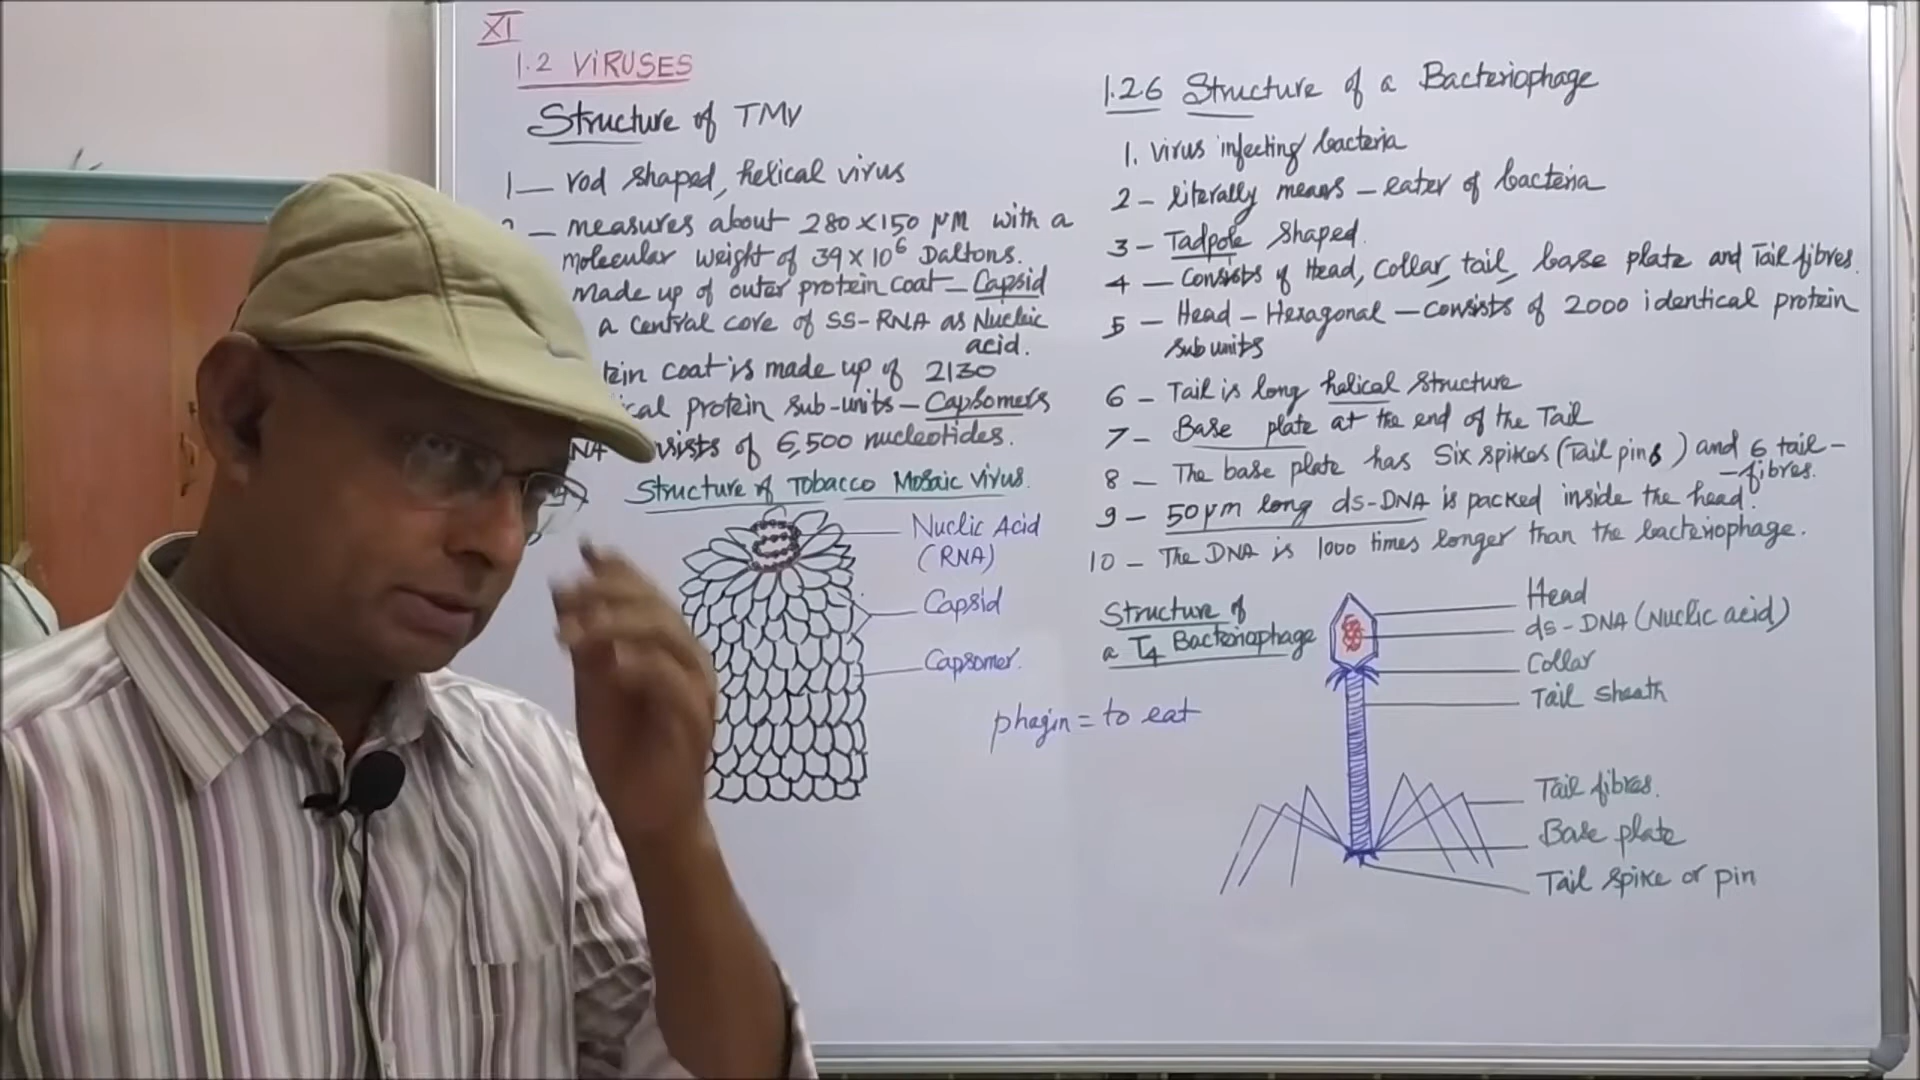 XI
1.2 ViRUSES
Structure of TMV
1— rod shaped, helical virus
— measures about 280×150 µM with a
molecular weight of 39×10⁶ Daltons.
Made up of outer protein coat—Capsid
a central core of SS-RNA as Nucleic
acid.
coat is made up of 2130
protein sub-units—Capsomers
of 6,500 nucleotides.
Structure of Tobacco Mosaic virus.
Nuclic Acid
(RNA)
Capsid
Capsomer.
phagin = to eat
1.2.6 Structure of a Bacteriophage
1. virus infecting bacteria
2 – literally means – eater of bacteria
3 – Tadpole shaped.
4 — Consists of Head, Collar, tail, base plate and Tail fibres.
5 — Head – Hexagonal – consists of 2000 identical protein
sub units
6 – Tail is long helical structure
7 – Base plate at the end of the Tail
8 — The base plate has Six spikes (Tail pins) and 6 tail –
– fibres.
9 – 50µm long ds-DNA is packed inside the head.
10 – The DNA is 1000 times longer than the bacteriophage.
Structure of
a T4 Bacteriophage
Head
ds-DNA (Nuclic acid)
Collar
Tail sheath
Tail fibres.
Base plate
Tail spike or pin